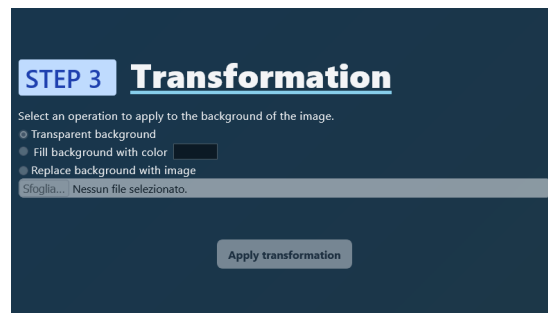 STEP 3 Transformation
Select an operation to apply to the background of the image.
Transparent background
Fill background with color
Replace background with image
Sfoglia... Nessun file selezionato.
Apply transformation